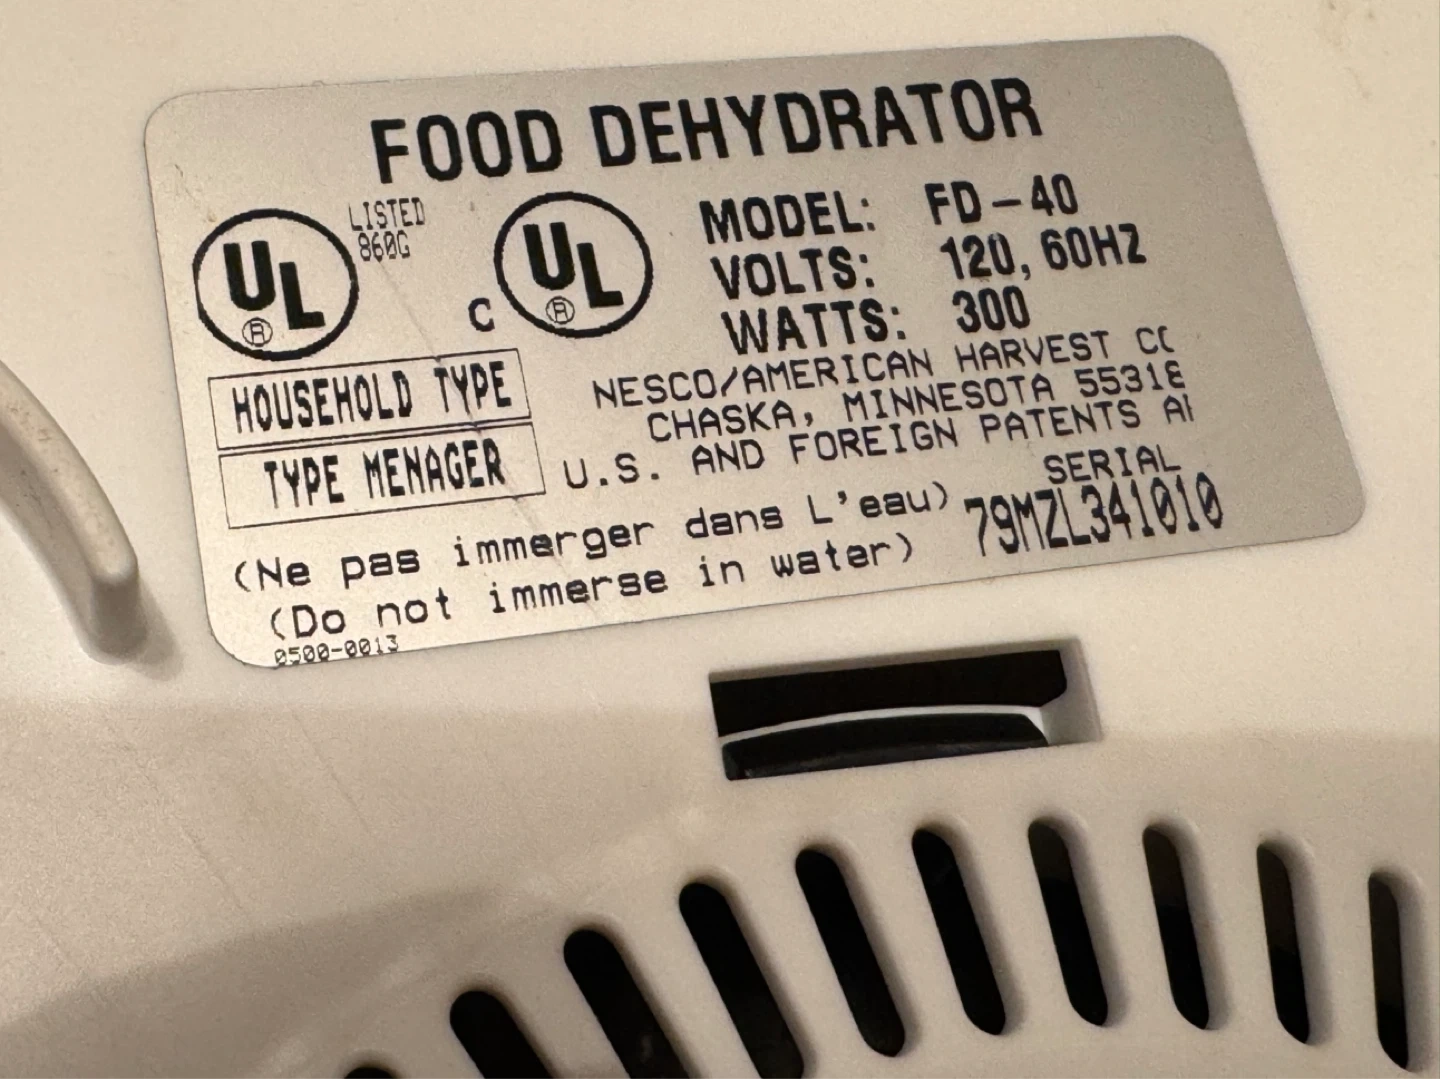 FOOD DEHYDRATOR
UL ®
LISTED
860G
C UL ®
MODEL: FD-40
VOLTS: 120, 60HZ
WATTS: 300
HOUSEHOLD TYPE
TYPE MENAGER
NESCO/AMERICAN HARVEST
CHASKA, MINNESOTA
U.S. AND FOREIGN PATENTS
SERIAL
79MZL341010
(Ne pas immerger dans L'eau)
(Do not immerse in water)
0500-0013